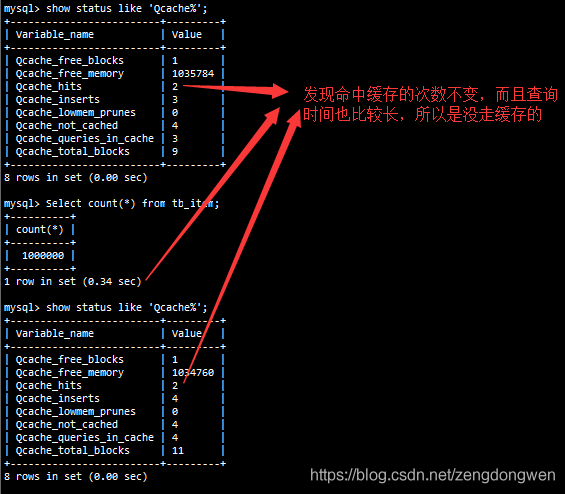 mysql> show status like 'Qcache%';
+-------------------------+---------+
| Variable_name           | Value   |
+-------------------------+---------+
| Qcache_free_blocks      | 1       |
| Qcache_free_memory      | 1035784 |
| Qcache_hits             | 2       |
| Qcache_inserts          | 3       |
| Qcache_lowmem_prunes    | 0       |
| Qcache_not_cached       | 4       |
| Qcache_queries_in_cache | 3       |
| Qcache_total_blocks     | 9       |
+-------------------------+---------+
8 rows in set (0.00 sec)
发现命中缓存的次数不变，而且查询
时间也比较长，所以是没走缓存的
mysql> Select count(*) from tb_item;
+----------+
| count(*) |
+----------+
|  1000000 |
+----------+
1 row in set (0.34 sec)
mysql> show status like 'Qcache%';
+-------------------------+---------+
| Variable_name           | Value   |
+-------------------------+---------+
| Qcache_free_blocks      | 1       |
| Qcache_free_memory      | 1034760 |
| Qcache_hits             | 2       |
| Qcache_inserts          | 4       |
| Qcache_lowmem_prunes    | 0       |
| Qcache_not_cached       | 4       |
| Qcache_queries_in_cache | 4       |
| Qcache_total_blocks     | 11      |
+-------------------------+---------+
8 rows in set (0.00 sec)
https://blog.csdn.net/zengdongwen